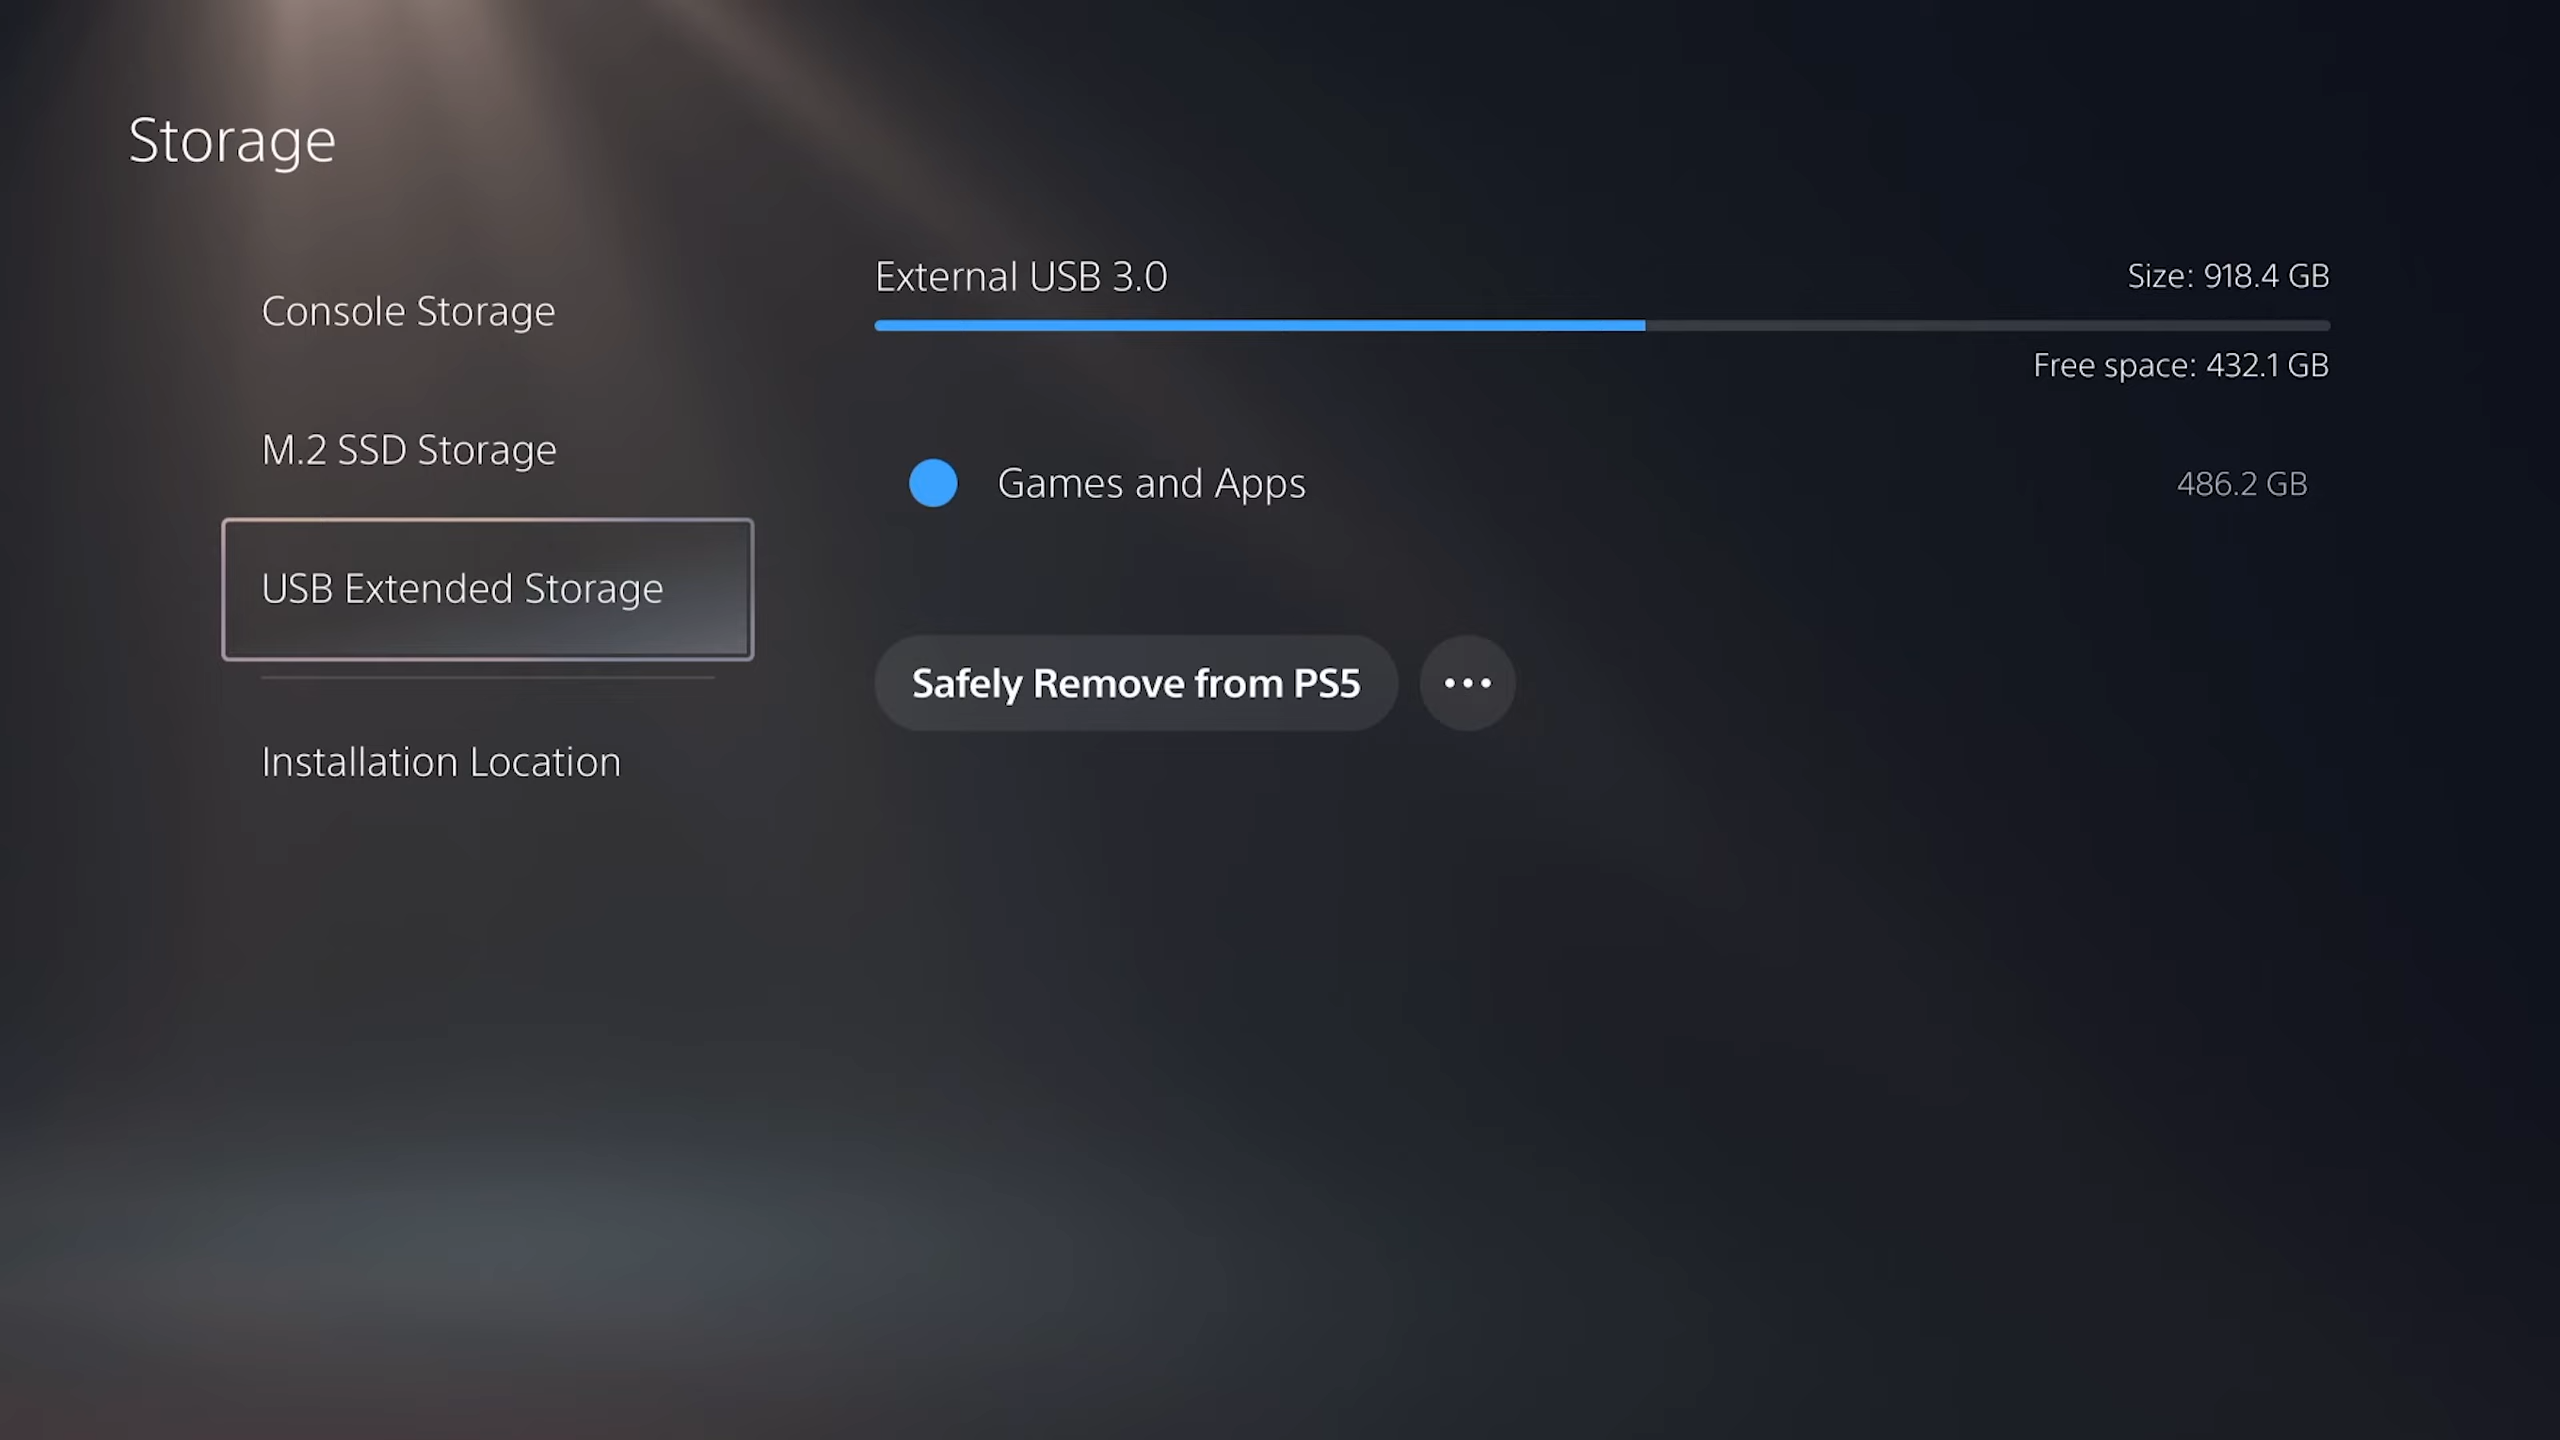 Storage
Console Storage
M.2 SSD Storage
USB Extended Storage
Installation Location
External USB 3.0
Size: 918.4 GB
Free space: 432.1 GB
Games and Apps
486.2 GB
Safely Remove from PS5